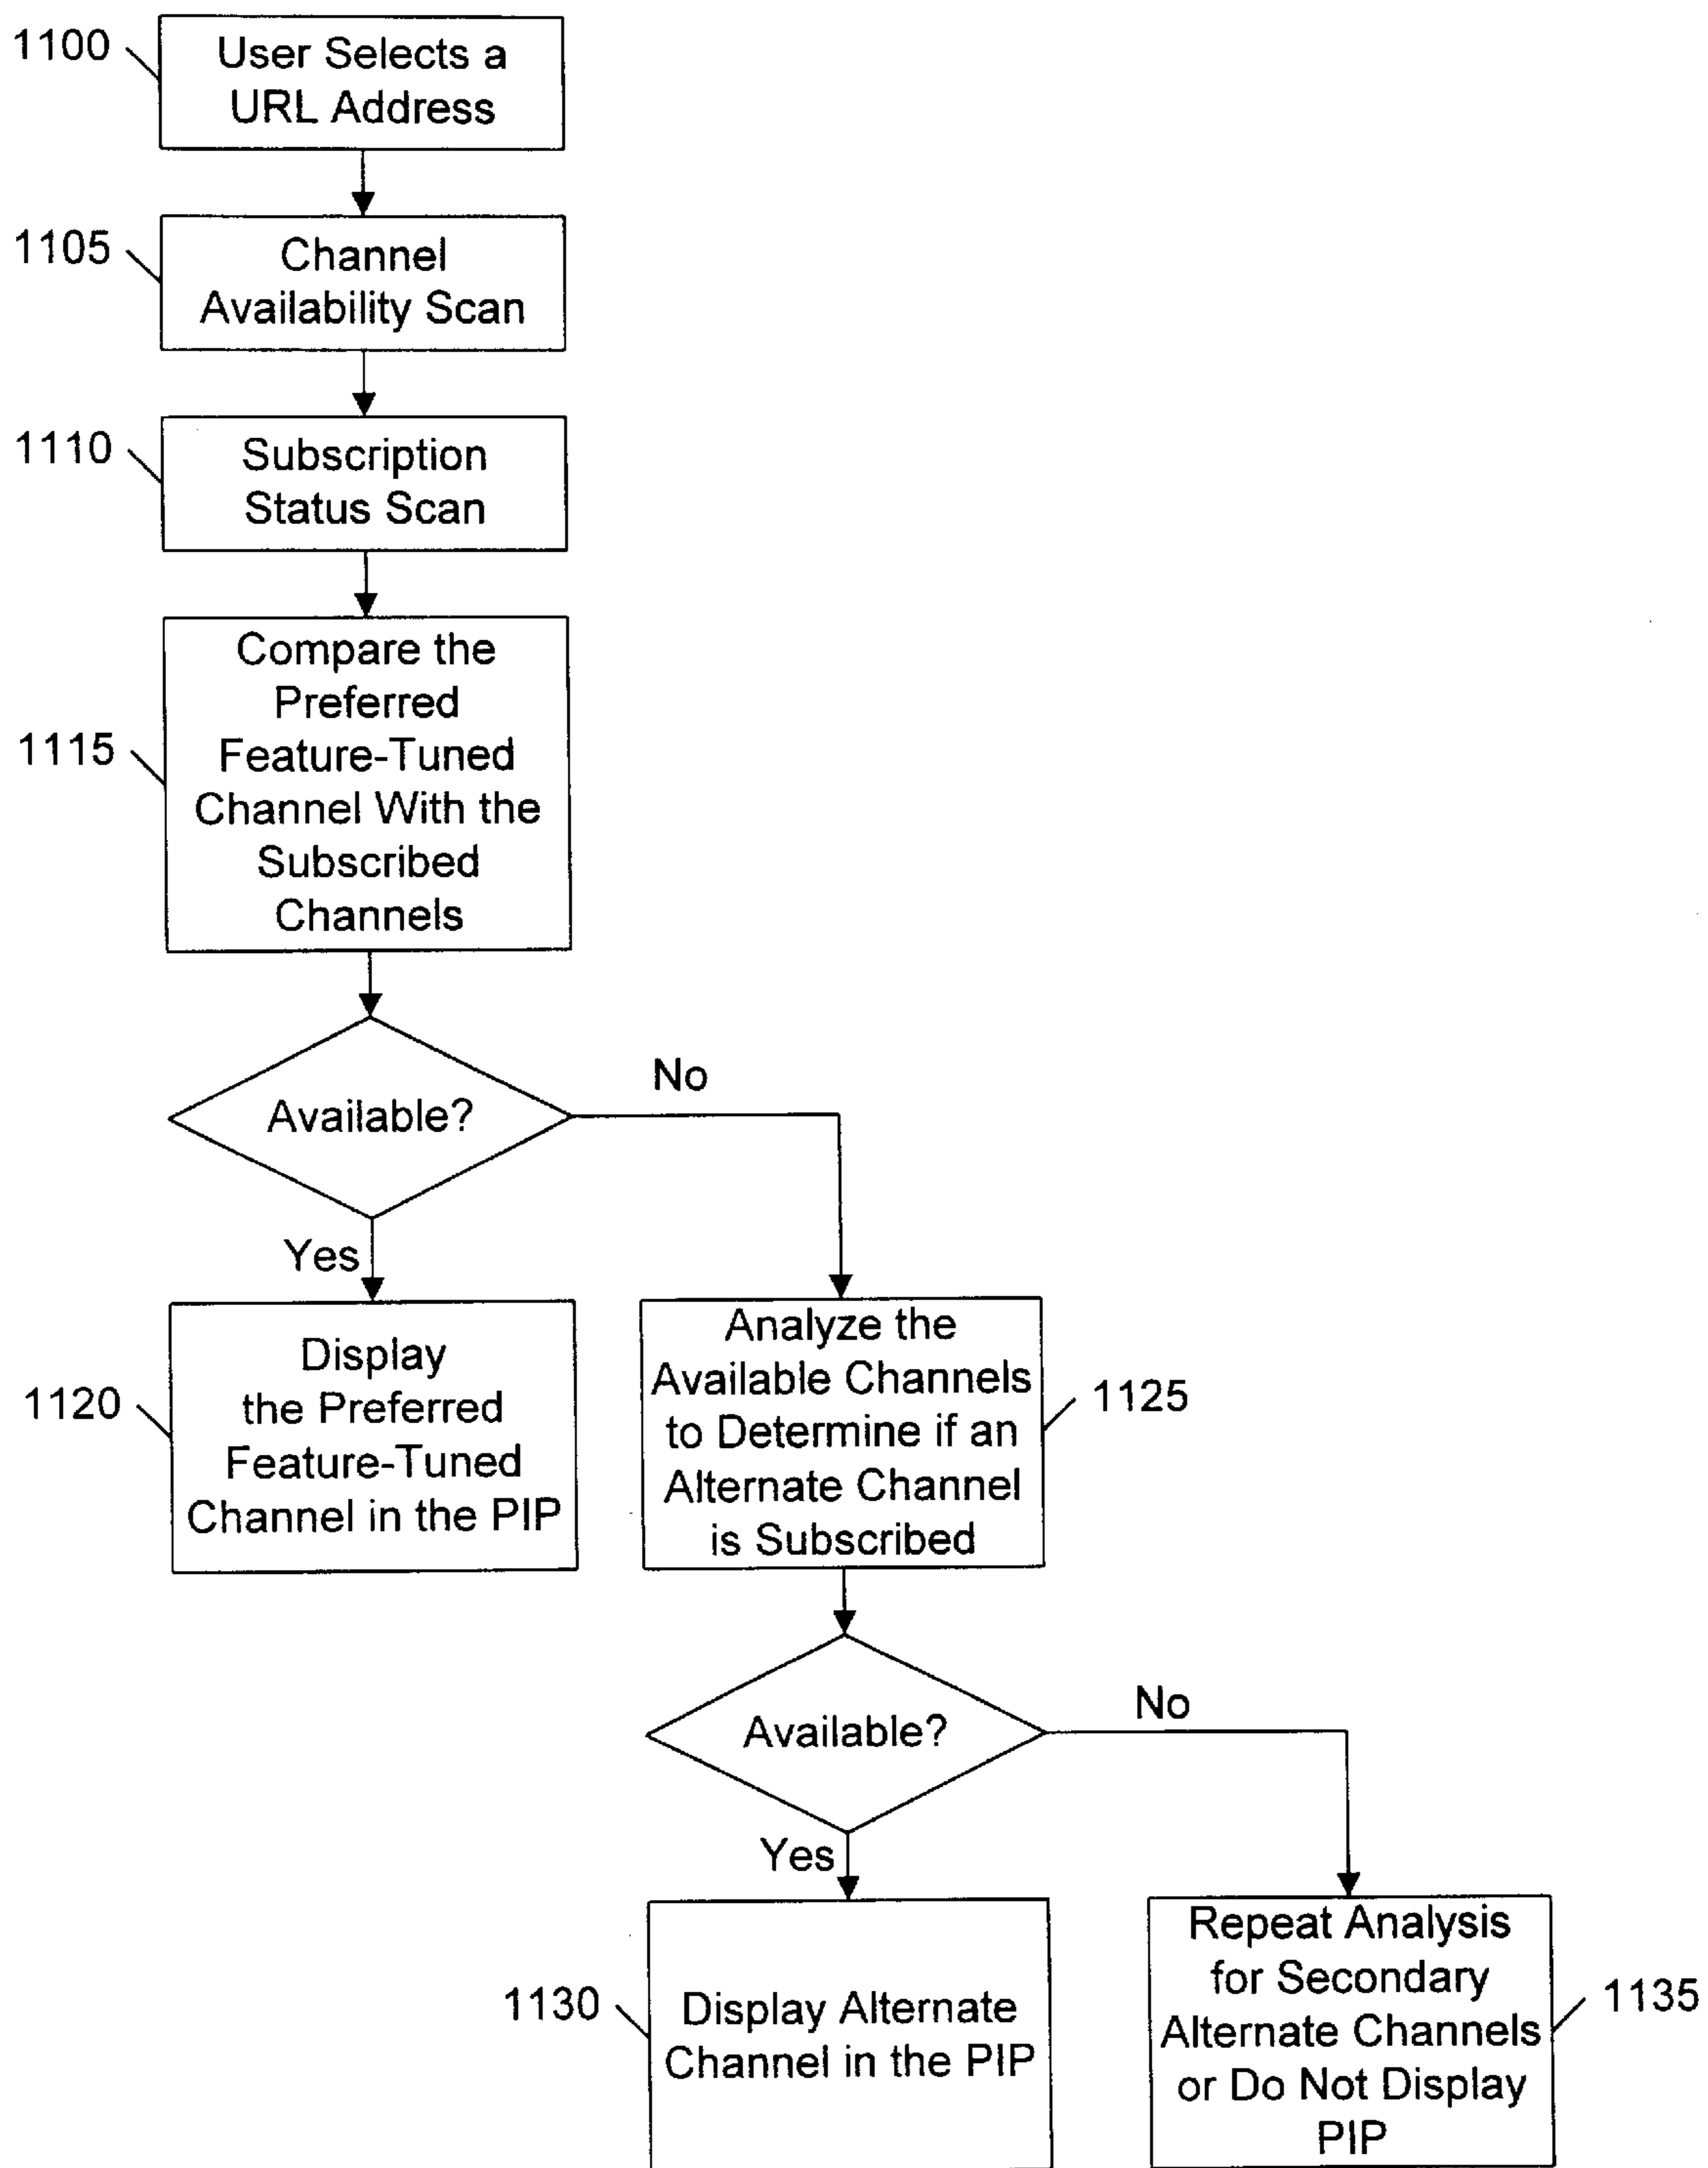 1100
User Selects a
URL Address
1105
Channel
Availability Scan
1110
Subscription
Status Scan
1115
Compare the
Preferred
Feature-Tuned
Channel With the
Subscribed
Channels
Available?
No
Yes
1120
Display
the Preferred
Feature-Tuned
Channel in the PIP
Analyze the
Available Channels
to Determine if an
Alternate Channel
is Subscribed
1125
Available?
No
Yes
1130
Display Alternate
Channel in the PIP
Repeat Analysis
for Secondary
Alternate Channels
or Do Not Display
PIP
1135